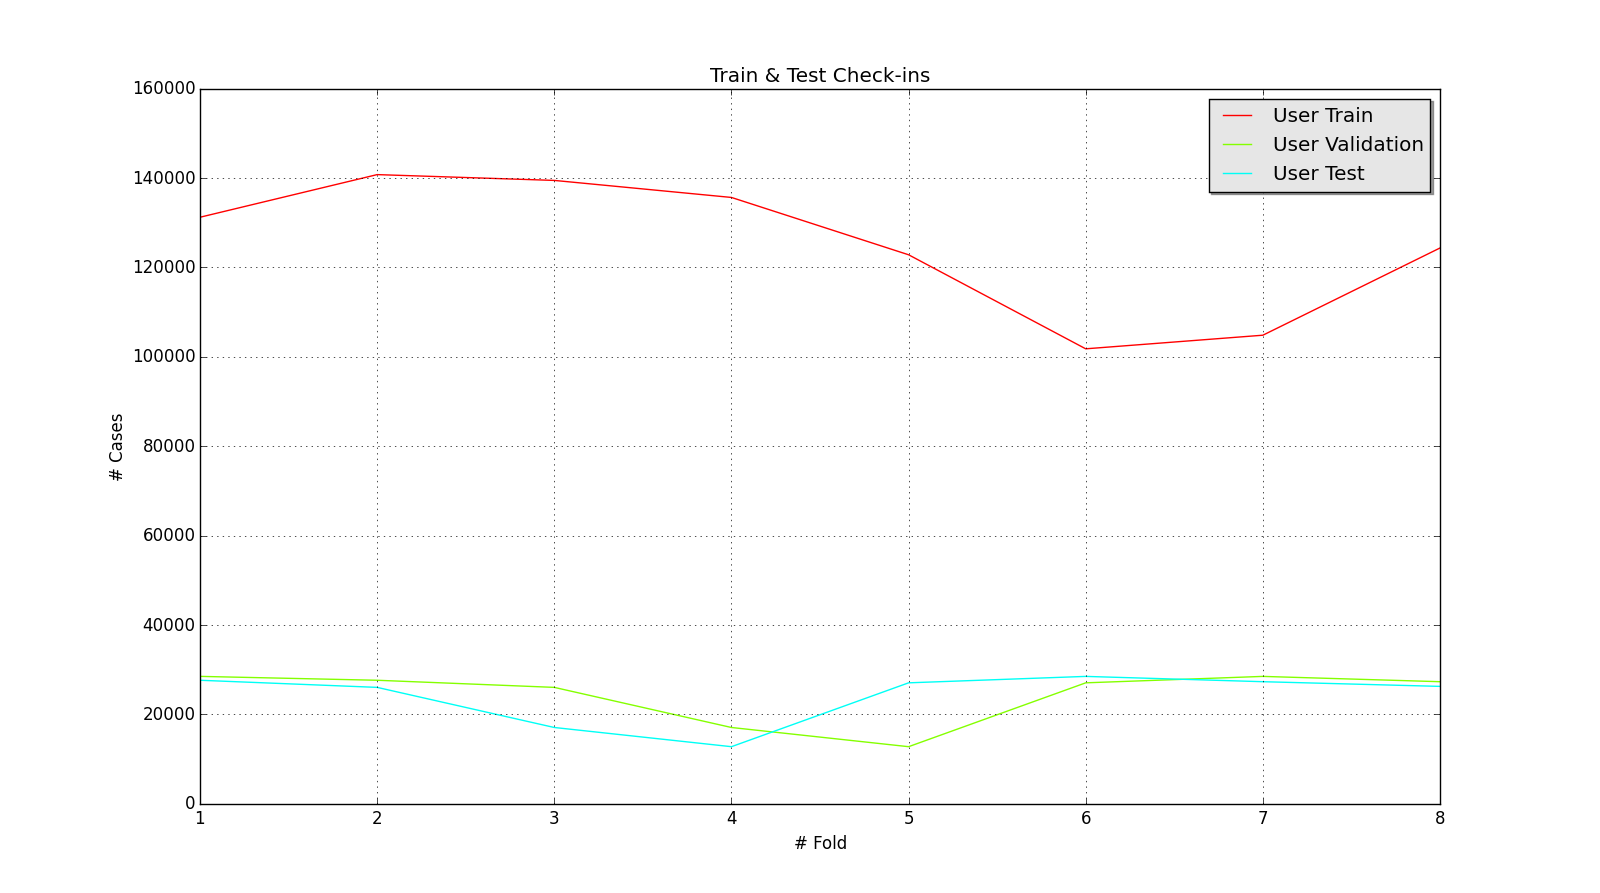 Train & Test Check-ins
160000
140000
120000
100000
80000
60000
40000
20000
0
# Cases
User Train
User Validation
User Test
1 2 3 4 5 6 7 8
# Fold